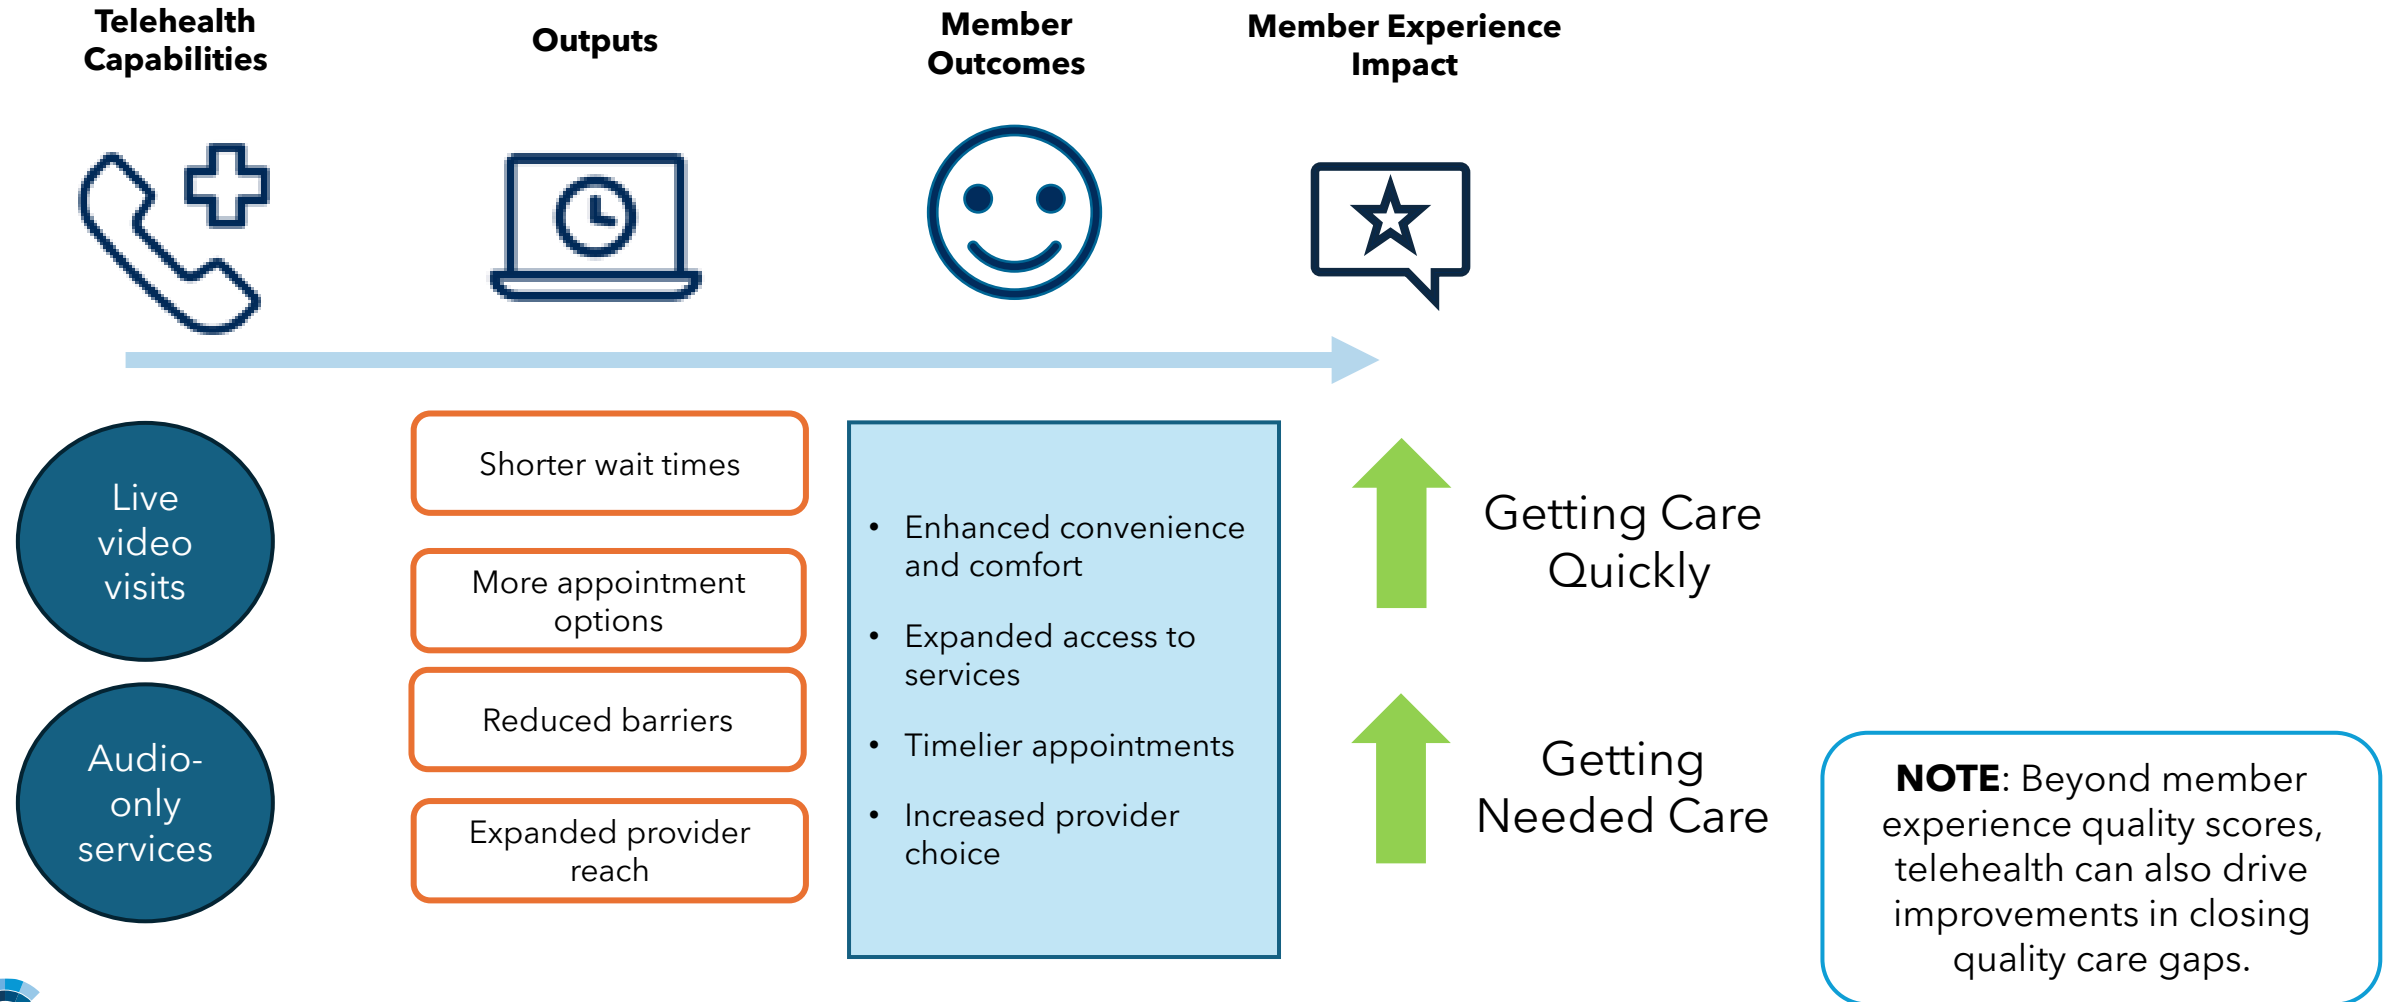 Telehealth
Capabilities
Outputs
Member
Outcomes
Member Experience
Impact
Live
video
visits
Audio-
only
services
Shorter wait times
More appointment
options
Reduced barriers
Expanded provider
reach
• Enhanced convenience
and comfort
• Expanded access to
services
• Timelier appointments
• Increased provider
choice
Getting Care
Quickly
Getting
Needed Care
NOTE: Beyond member
experience quality scores,
telehealth can also drive
improvements in closing
quality care gaps.